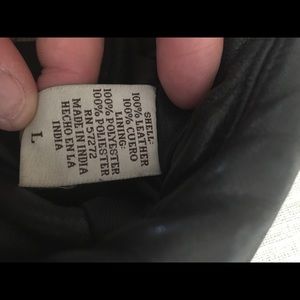 SHELL:
100% LEATHER
100% CUERO
LINING:
100% POLYESTER
100% POLIESTER
RN 57272
MADE IN INDIA
HECHO EN LA
INDIA
L